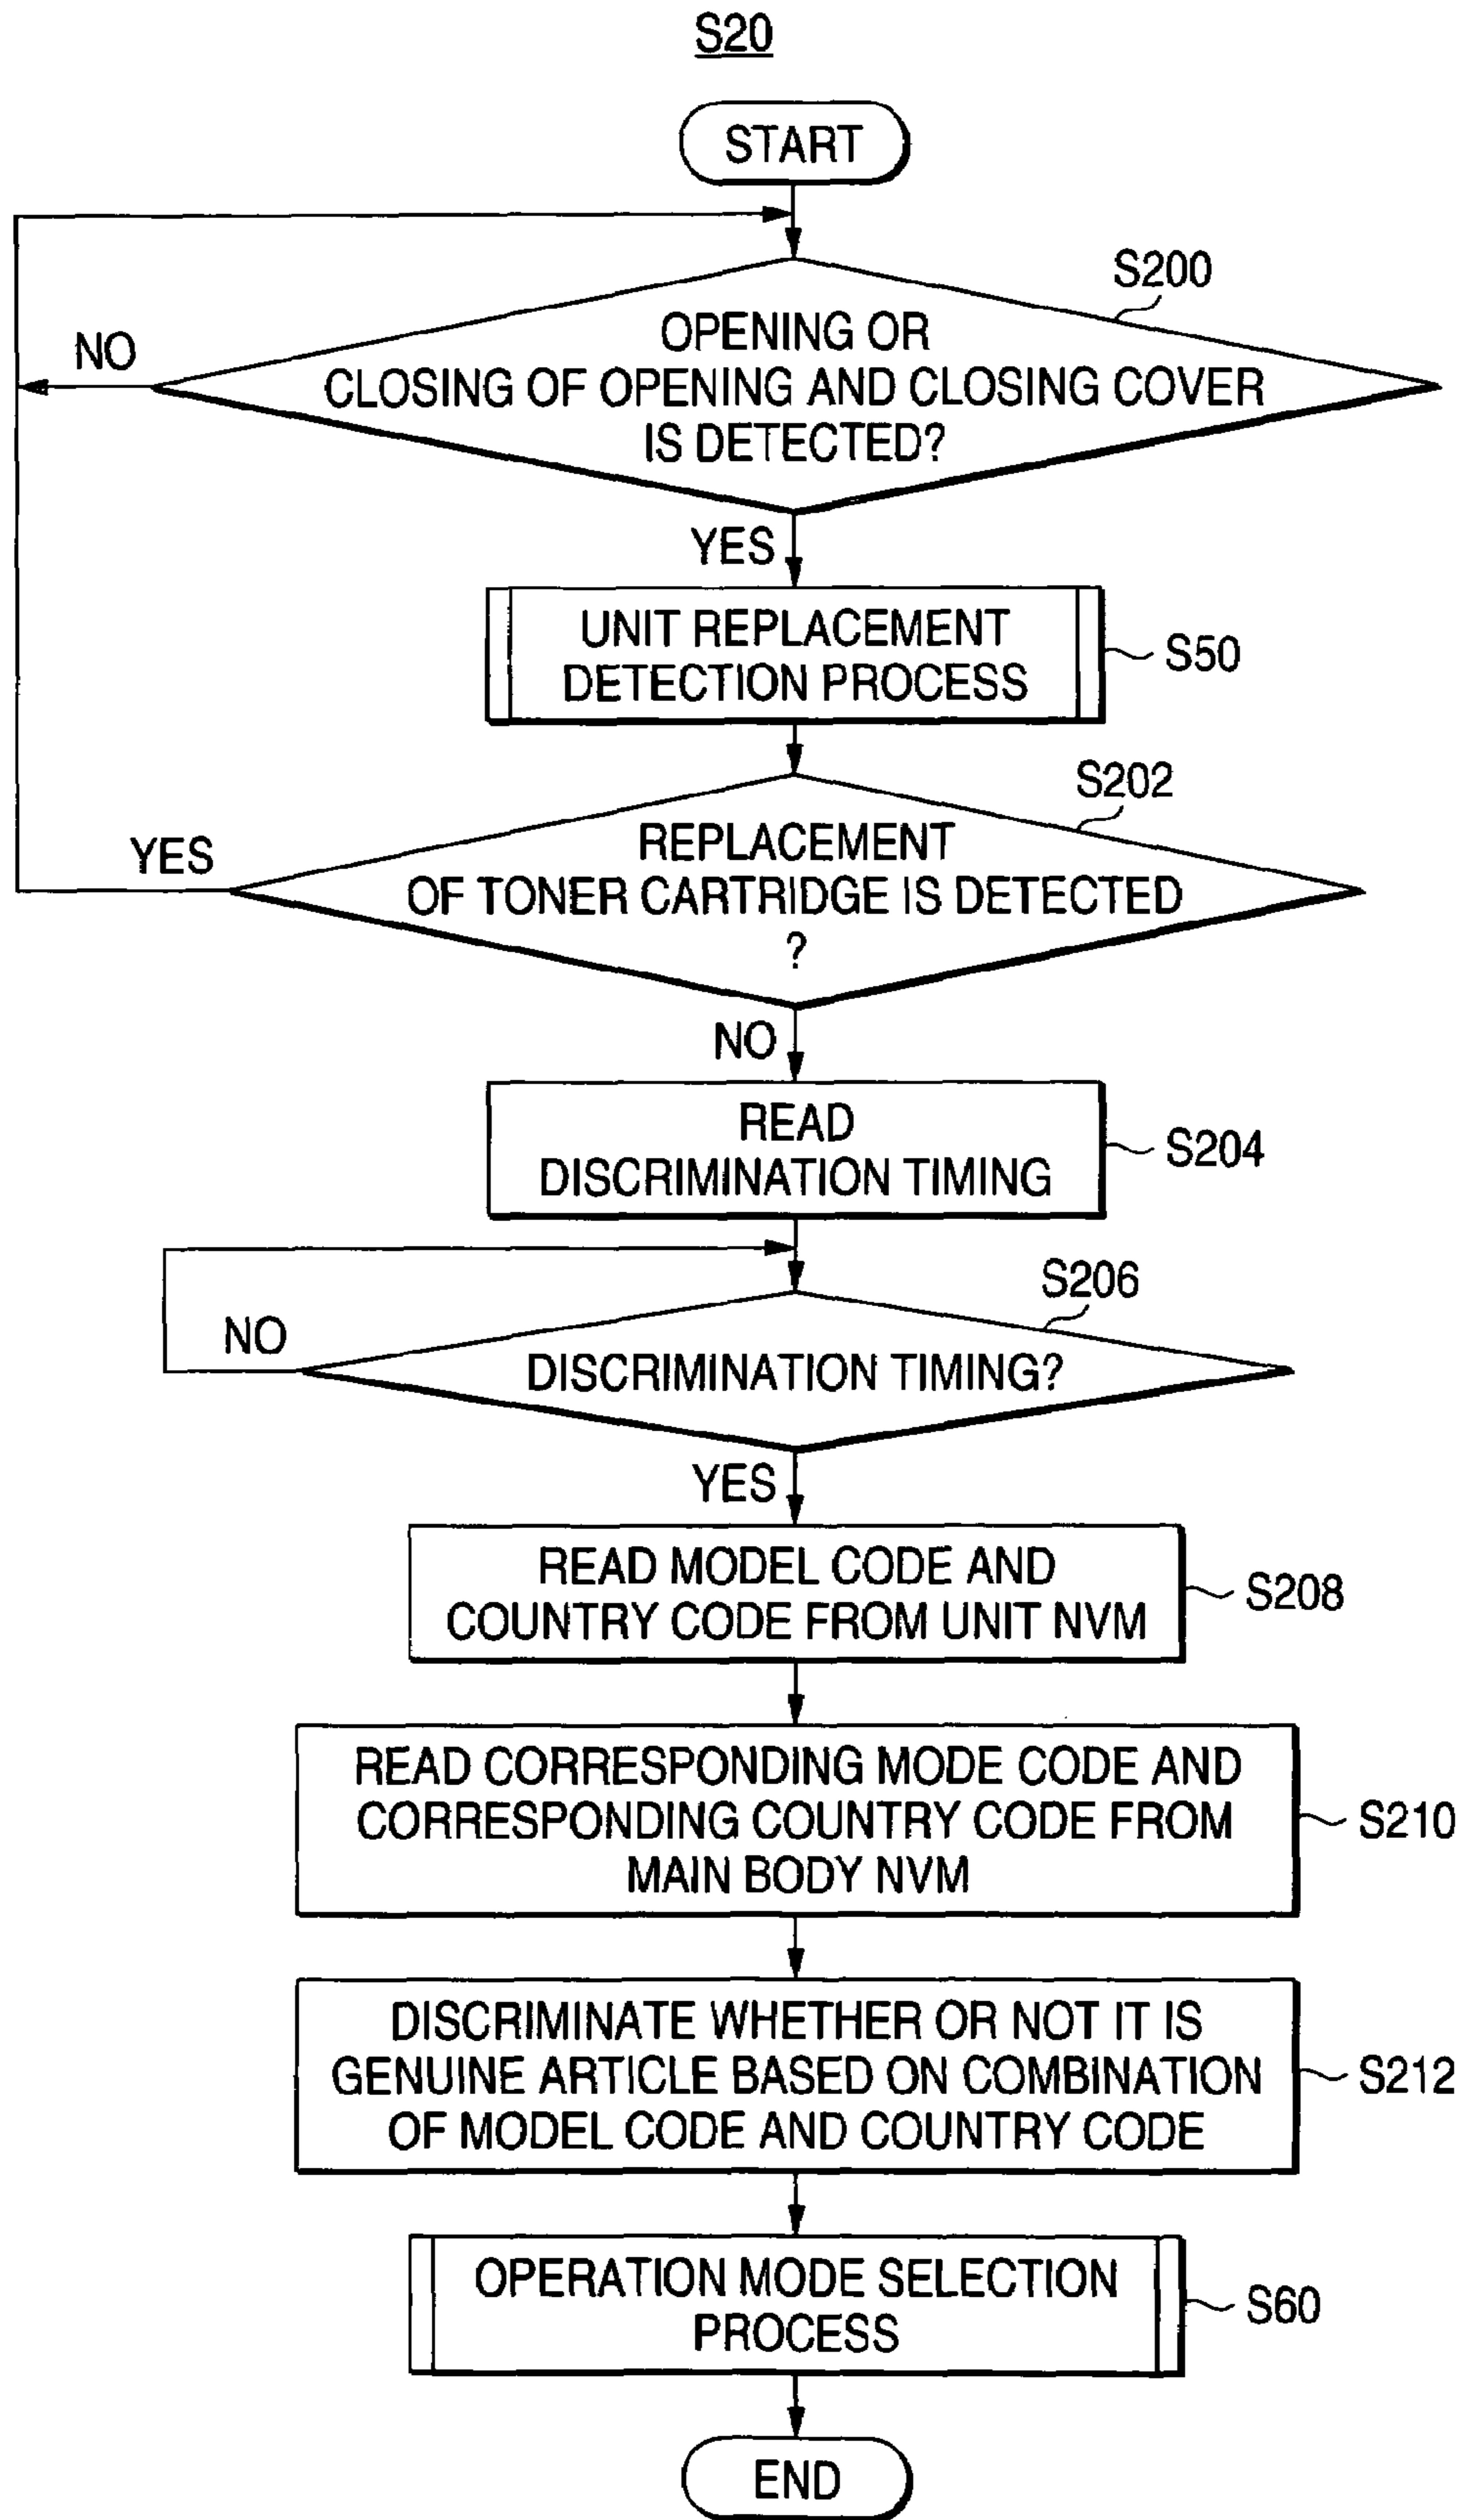 S20
START
S200
OPENING OR
NO
CLOSING OF OPENING AND CLOSING COVER
IS DETECTED?
YES
UNIT REPLACEMENT
DETECTION PROCESS
S50
S202
REPLACEMENT
YES
OF TONER CARTRIDGE IS DETECTED
?
NO
READ
DISCRIMINATION TIMING
S204
S206
NO
DISCRIMINATION TIMING?
YES
READ MODEL CODE AND
COUNTRY CODE FROM UNIT NVM
S208
READ CORRESPONDING MODE CODE AND
CORRESPONDING COUNTRY CODE FROM
MAIN BODY NVM
S210
DISCRIMINATE WHETHER OR NOT IT IS
GENUINE ARTICLE BASED ON COMBINATION
OF MODEL CODE AND COUNTRY CODE
S212
OPERATION MODE SELECTION
PROCESS
S60
END